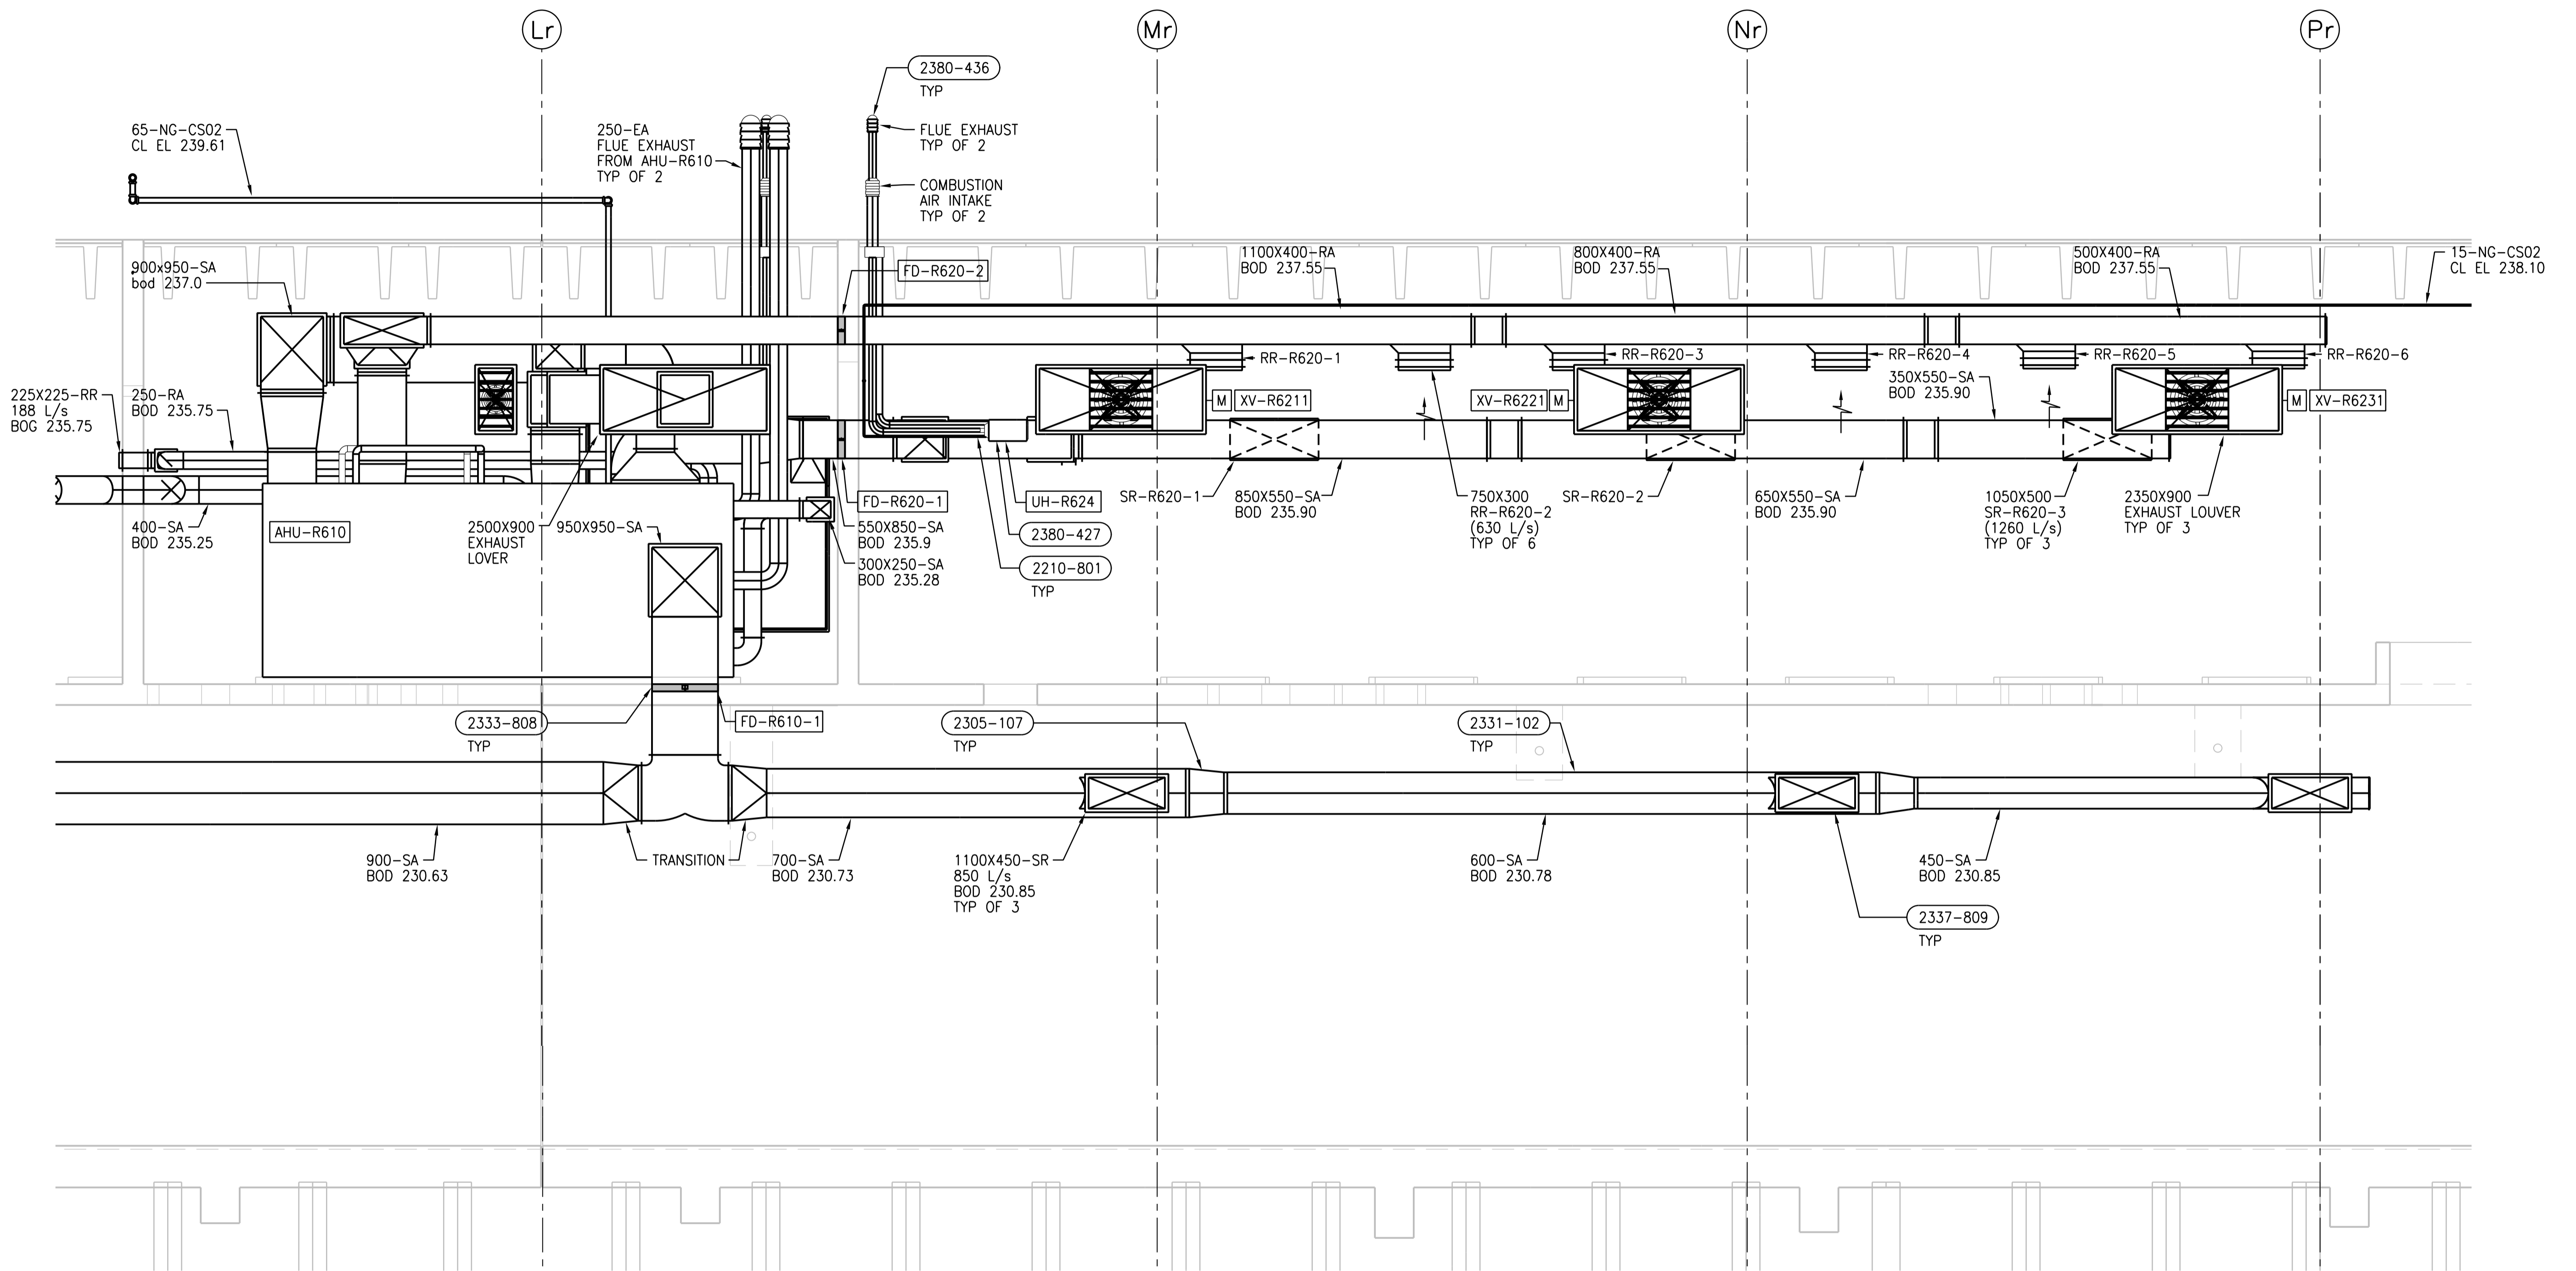 Lr
Mr
Nr
Pr
2380-436
TYP
65-NG-CS02
CL EL 239.61
250-EA
FLUE EXHAUST
FROM AHU-R610
TYP OF 2
FLUE EXHAUST
TYP OF 2
COMBUSTION
AIR INTAKE
TYP OF 2
900x950-SA
bod 237.0
FD-R620-2
1100X400-RA
BOD 237.55
800X400-RA
BOD 237.55
500X400-RA
BOD 237.55
15-NG-CS02
CL EL 238.10
RR-R620-1
RR-R620-3
RR-R620-4
RR-R620-5
RR-R620-6
225X225-RR
188 L/s
BOG 235.75
250-RA
BOD 235.75
M
XV-R6211
XV-R6221
M
350X550-SA
BOD 235.90
M
XV-R6231
400-SA
BOD 235.25
AHU-R610
2500X900
EXHAUST
LOVER
950X950-SA
FD-R620-1
550X850-SA
BOD 235.9
300X250-SA
BOD 235.28
UH-R624
2380-427
2210-801
TYP
SR-R620-1
850X550-SA
BOD 235.90
750X300
RR-R620-2
(630 L/s)
TYP OF 6
SR-R620-2
650X550-SA
BOD 235.90
1050X500
SR-R620-3
(1260 L/s)
TYP OF 3
2350X900
EXHAUST LOUVER
TYP OF 3
2333-808
TYP
FD-R610-1
2305-107
TYP
2331-102
TYP
900-SA
BOD 230.63
TRANSITION
700-SA
BOD 230.73
1100X450-SR
850 L/s
BOD 230.85
TYP OF 3
600-SA
BOD 230.78
450-SA
BOD 230.85
2337-809
TYP